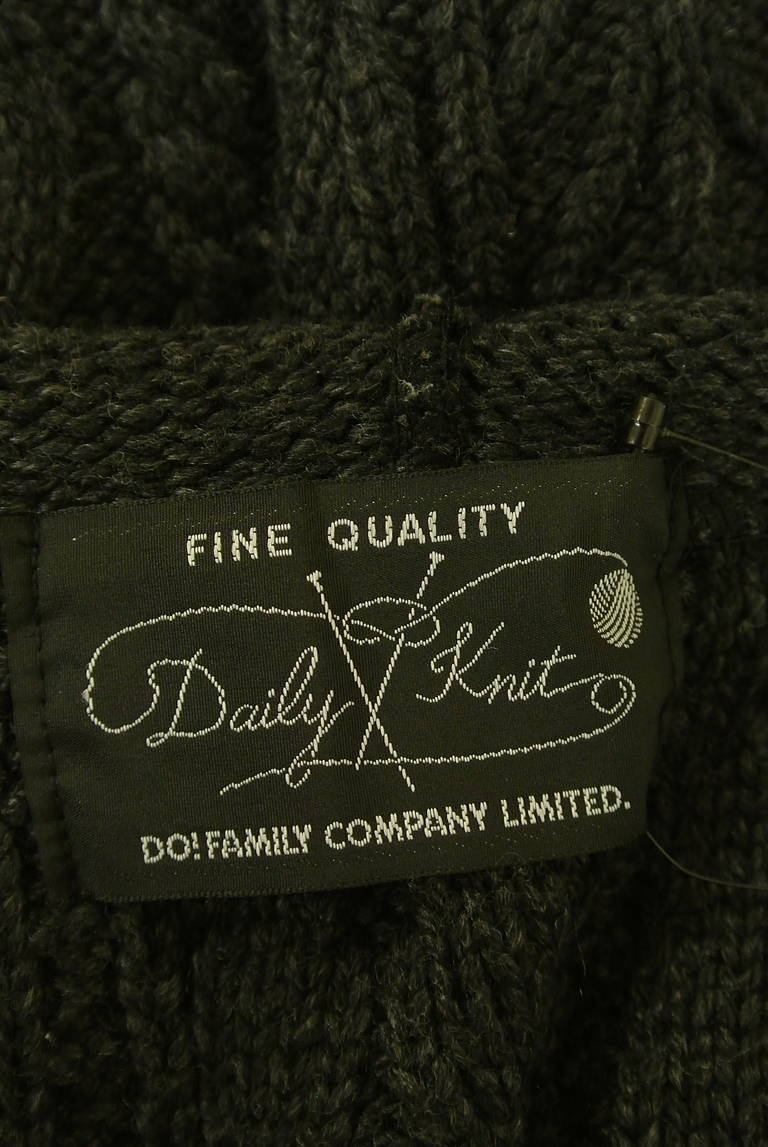 FINE QUALITY
Daily Knit
DO!FAMILY COMPANY LIMITED.